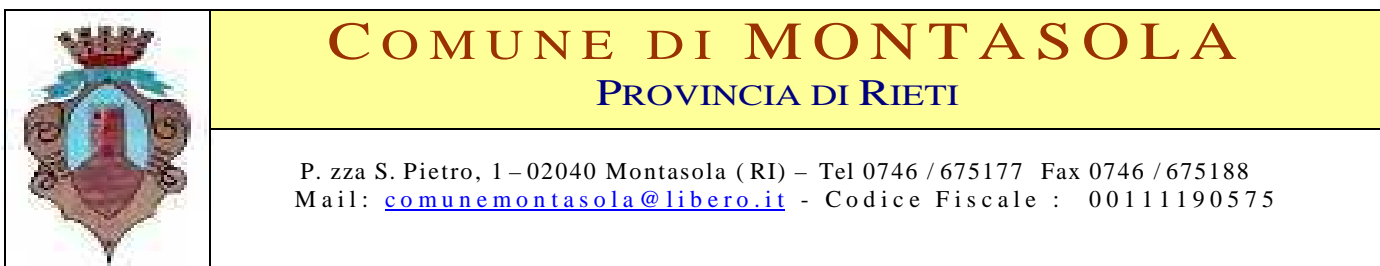 COMUNE DI MONTASOLA
PROVINCIA DI RIETI
P. zza S. Pietro, 1 – 02040 Montasola ( RI) – Tel 0746 / 675177 Fax 0746 / 675188
Mail: comunemontasola@libero.it - Codice Fiscale : 00111190575